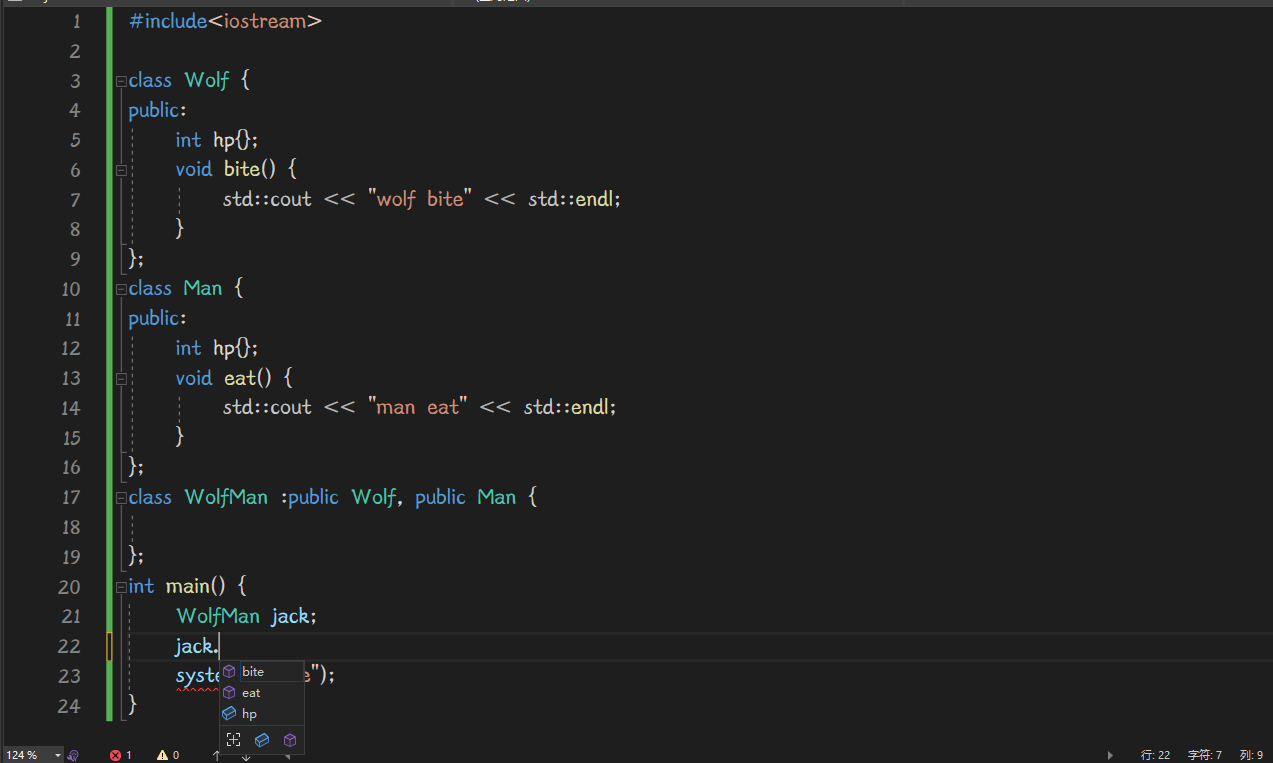 1 #include<iostream>
2
3 class Wolf {
4 public:
5 int hp{};
6 void bite() {
7 std::cout << "wolf bite" << std::endl;
8 }
9 };
10 class Man {
11 public:
12 int hp{};
13 void eat() {
14 std::cout << "man eat" << std::endl;
15 }
16 };
17 class WolfMan :public Wolf, public Man {
18
19 };
20 int main() {
21 WolfMan jack;
22 jack.
bite
23 syste e");
eat
24 }
hp
124 % 1 0 行: 22 字符: 7 列: 9